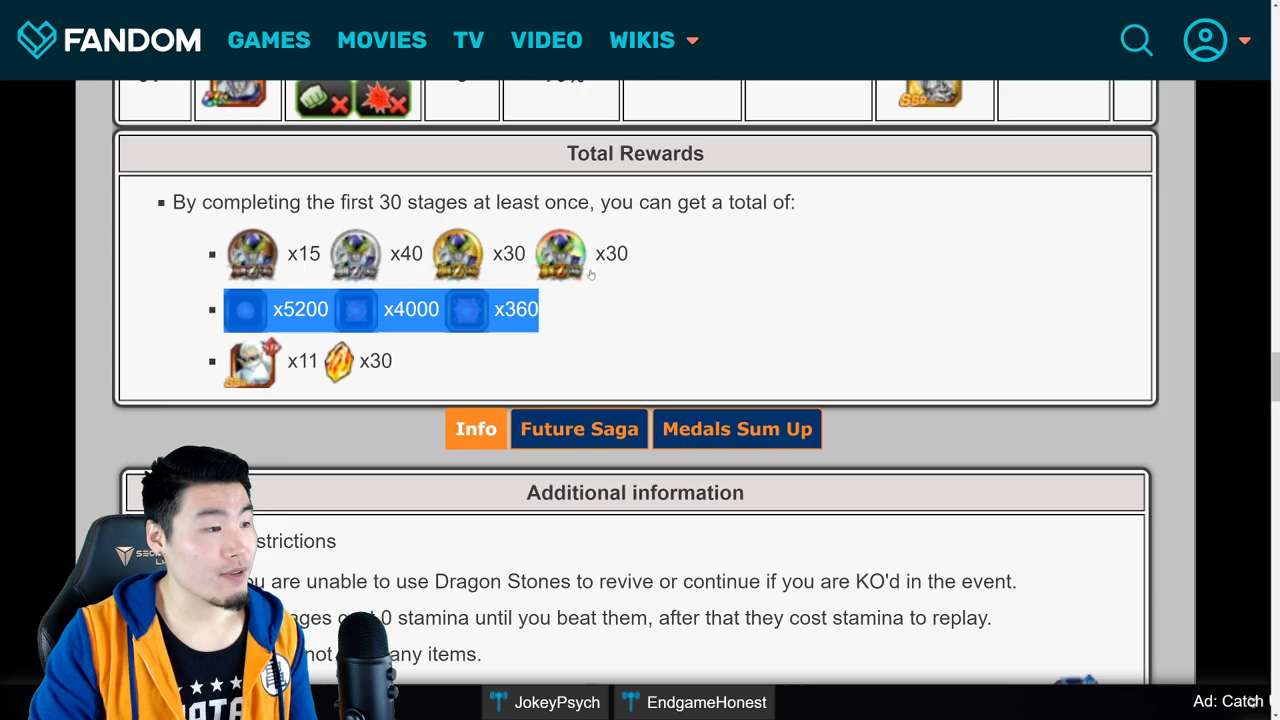 FANDOM GAMES MOVIES TV VIDEO WIKIS
Total Rewards
By completing the first 30 stages at least once, you can get a total of:
x15 x40 x30 x30
x5200 x4000 x360
x11 x30
Info Future Saga Medals Sum Up
Additional information
strictions
u are unable to use Dragon Stones to revive or continue if you are KO'd in the event.
ages c t 0 stamina until you beat them, after that they cost stamina to replay.
not any items.
JokeyPsych EndgameHonest Ad: Catch